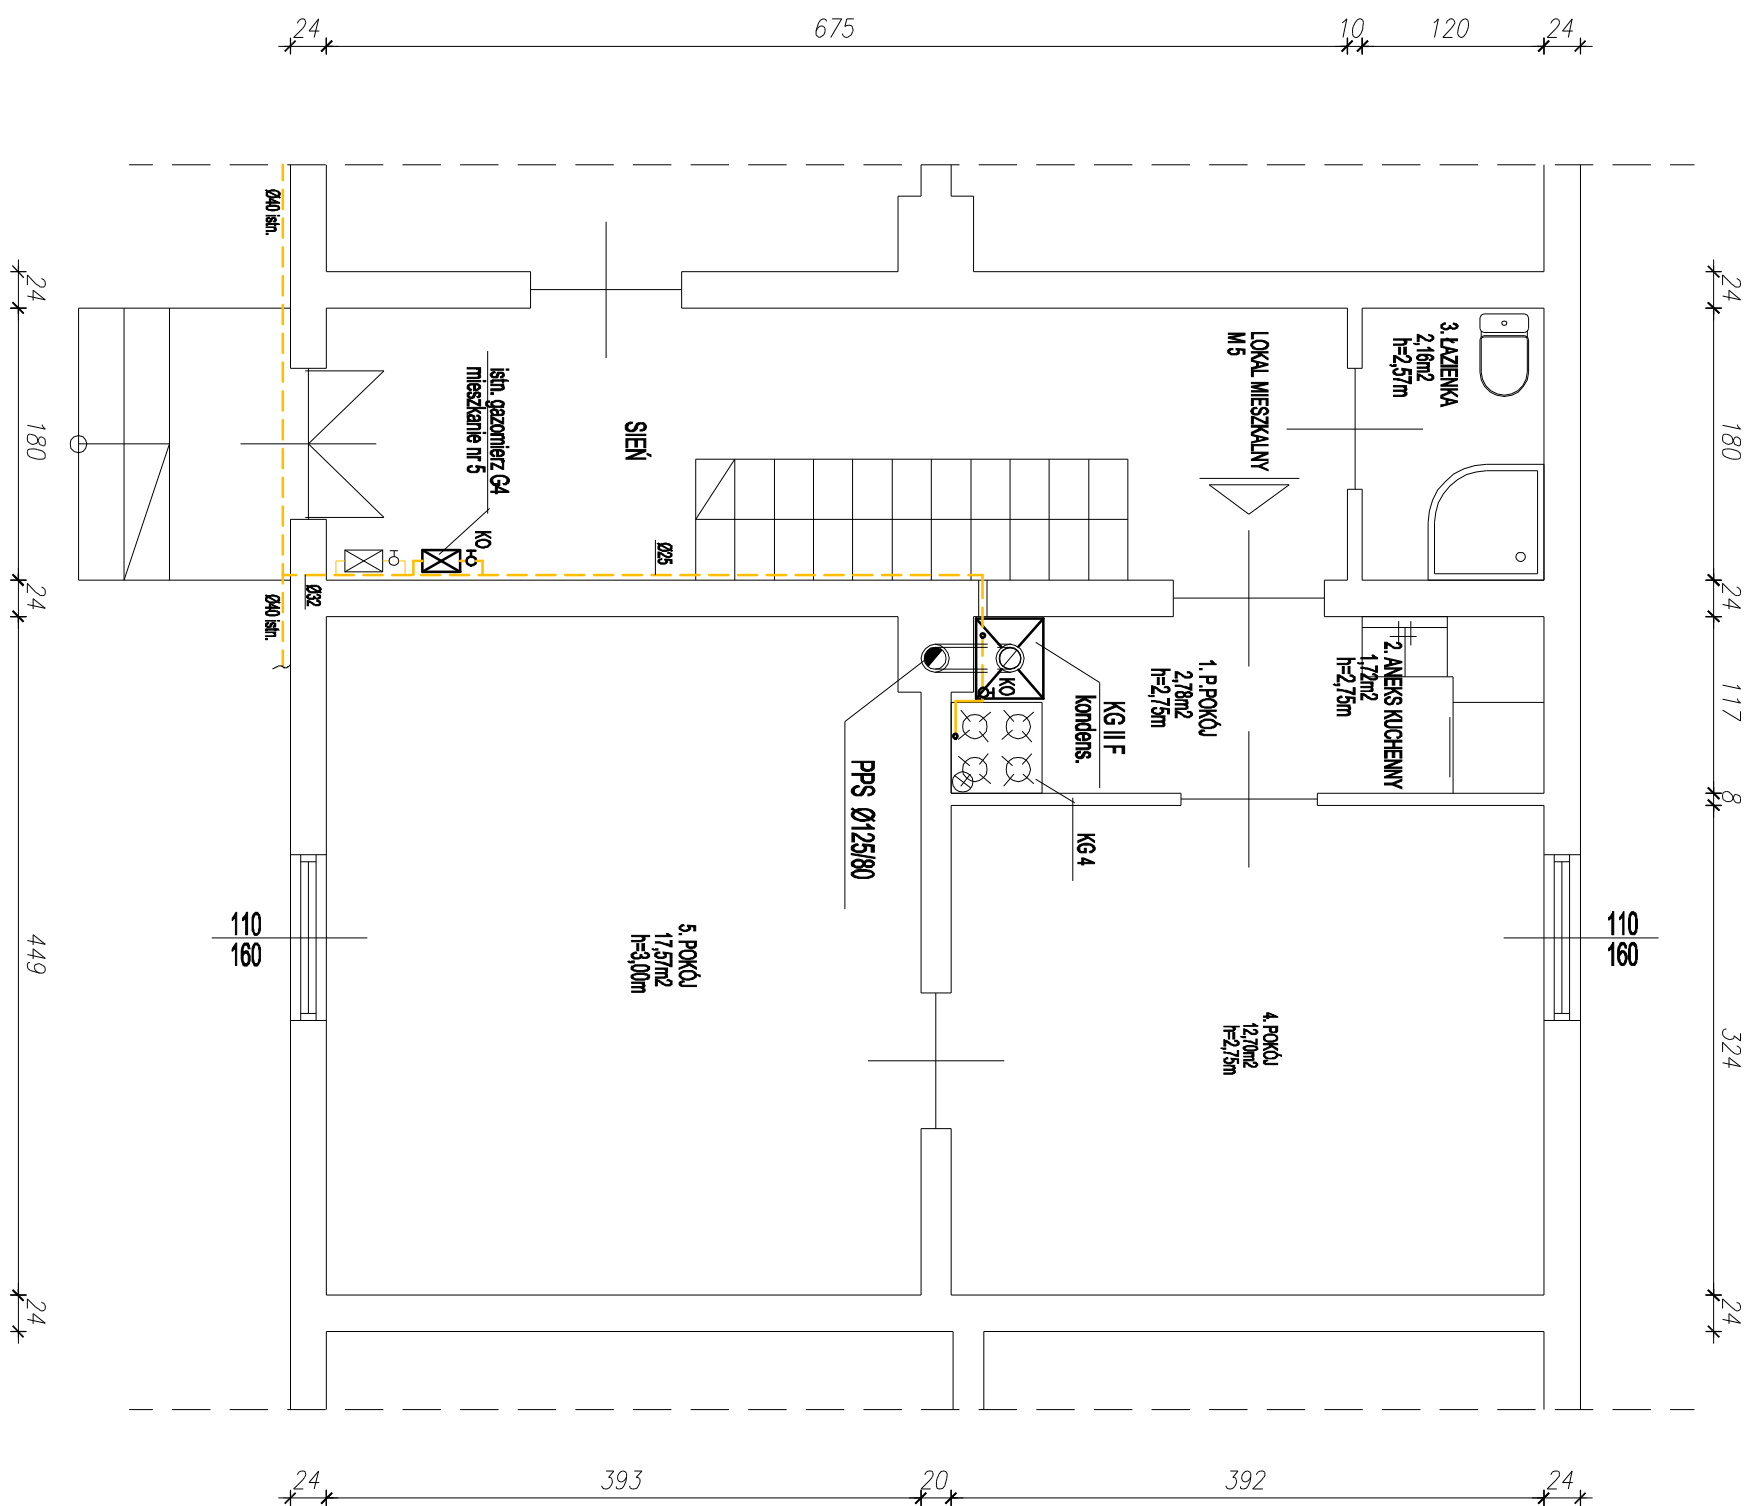 24
675
10
120
24
Ø40 istn.
24
180
24
449
24
24
180
24
117
8
324
24
3. ŁAZIENKA
2,16m2
h=2,57m
LOKAL MIESZKALNY
M 5
istn. gazomierz G4
mieszkanie nr 5
SIEŃ
KO
Ø25
Ø32
Ø40 istn.
KO
KG II F
kondens.
1. P.POKÓJ
2,78m2
h=2,75m
2. ANEKS KUCHENNY
1,72m2
h=2,75m
PPS Ø125/80
KG 4
110
160
110
160
5. POKÓJ
17,57m2
h=3,00m
4. POKÓJ
12,70m2
h=2,75m
24
393
20
392
24